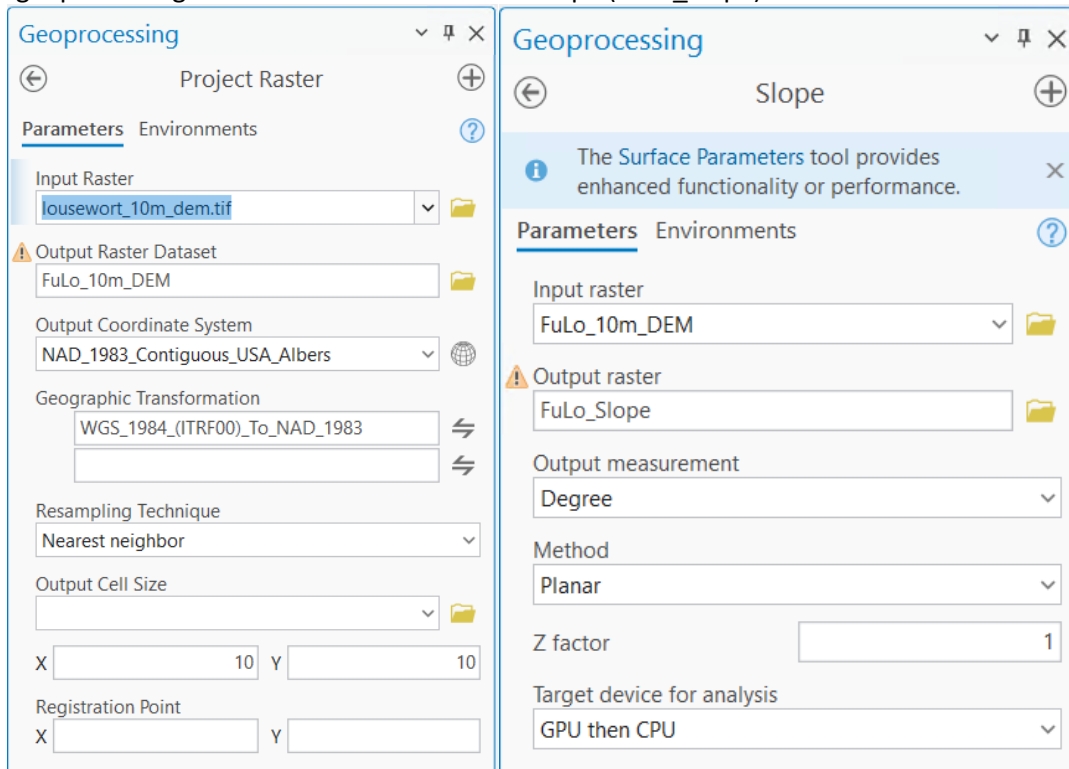 Geoprocessing
Project Raster
Parameters Environments
Input Raster
lousewort_10m_dem.tif
Output Raster Dataset
FuLo_10m_DEM
Output Coordinate System
NAD_1983_Contiguous_USA_Albers
Geographic Transformation
WGS_1984_(ITRF00)_To_NAD_1983
Resampling Technique
Nearest neighbor
Output Cell Size
X 10 Y 10
Registration Point
X Y
Geoprocessing
Slope
The Surface Parameters tool provides
enhanced functionality or performance.
Parameters Environments
Input raster
FuLo_10m_DEM
Output raster
FuLo_Slope
Output measurement
Degree
Method
Planar
Z factor 1
Target device for analysis
GPU then CPU